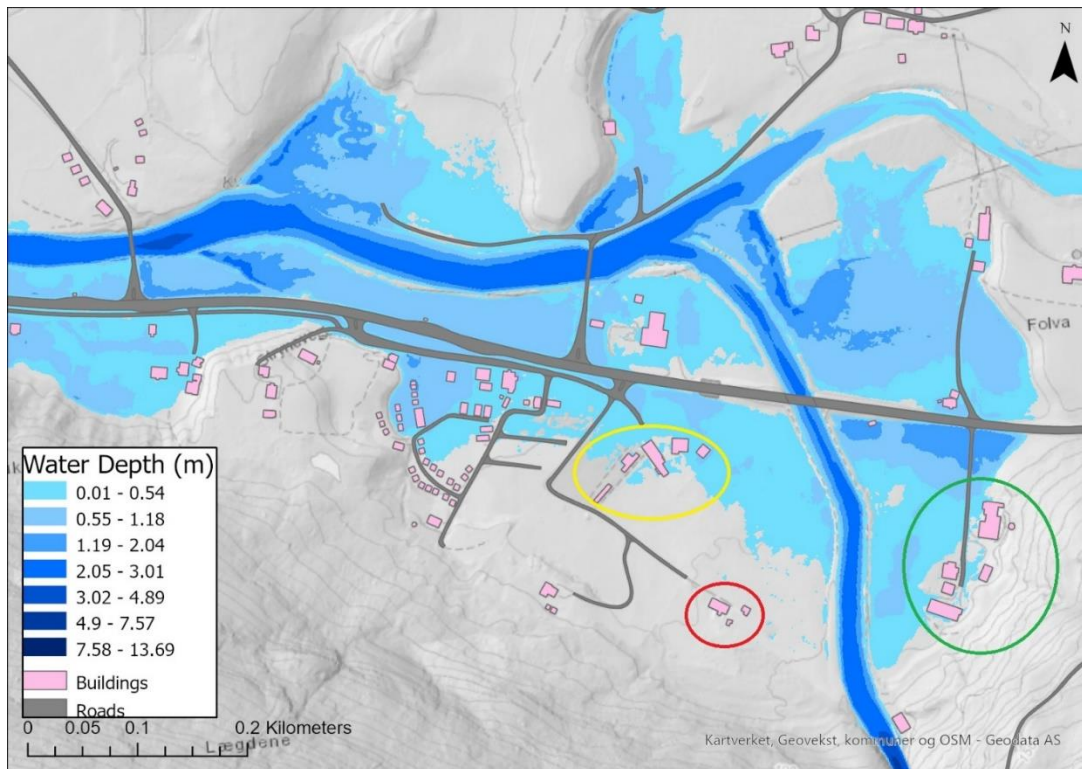 N
Folva
Water Depth (m)
0.01 - 0.54
0.55 - 1.18
1.19 - 2.04
2.05 - 3.01
3.02 - 4.89
4.9 - 7.57
7.58 - 13.69
Buildings
Roads
0 0.05 0.1 0.2 Kilometers
Lægdene
Kartverket, Geovekst, kommuner og OSM - Geodata AS